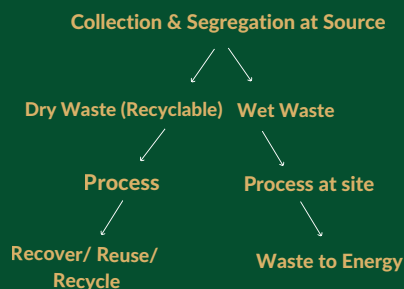 Collection & Segregation at Source
Dry Waste (Recyclable) Wet Waste
Process
Process at site
Recover/ Reuse/
Recycle
Waste to Energy